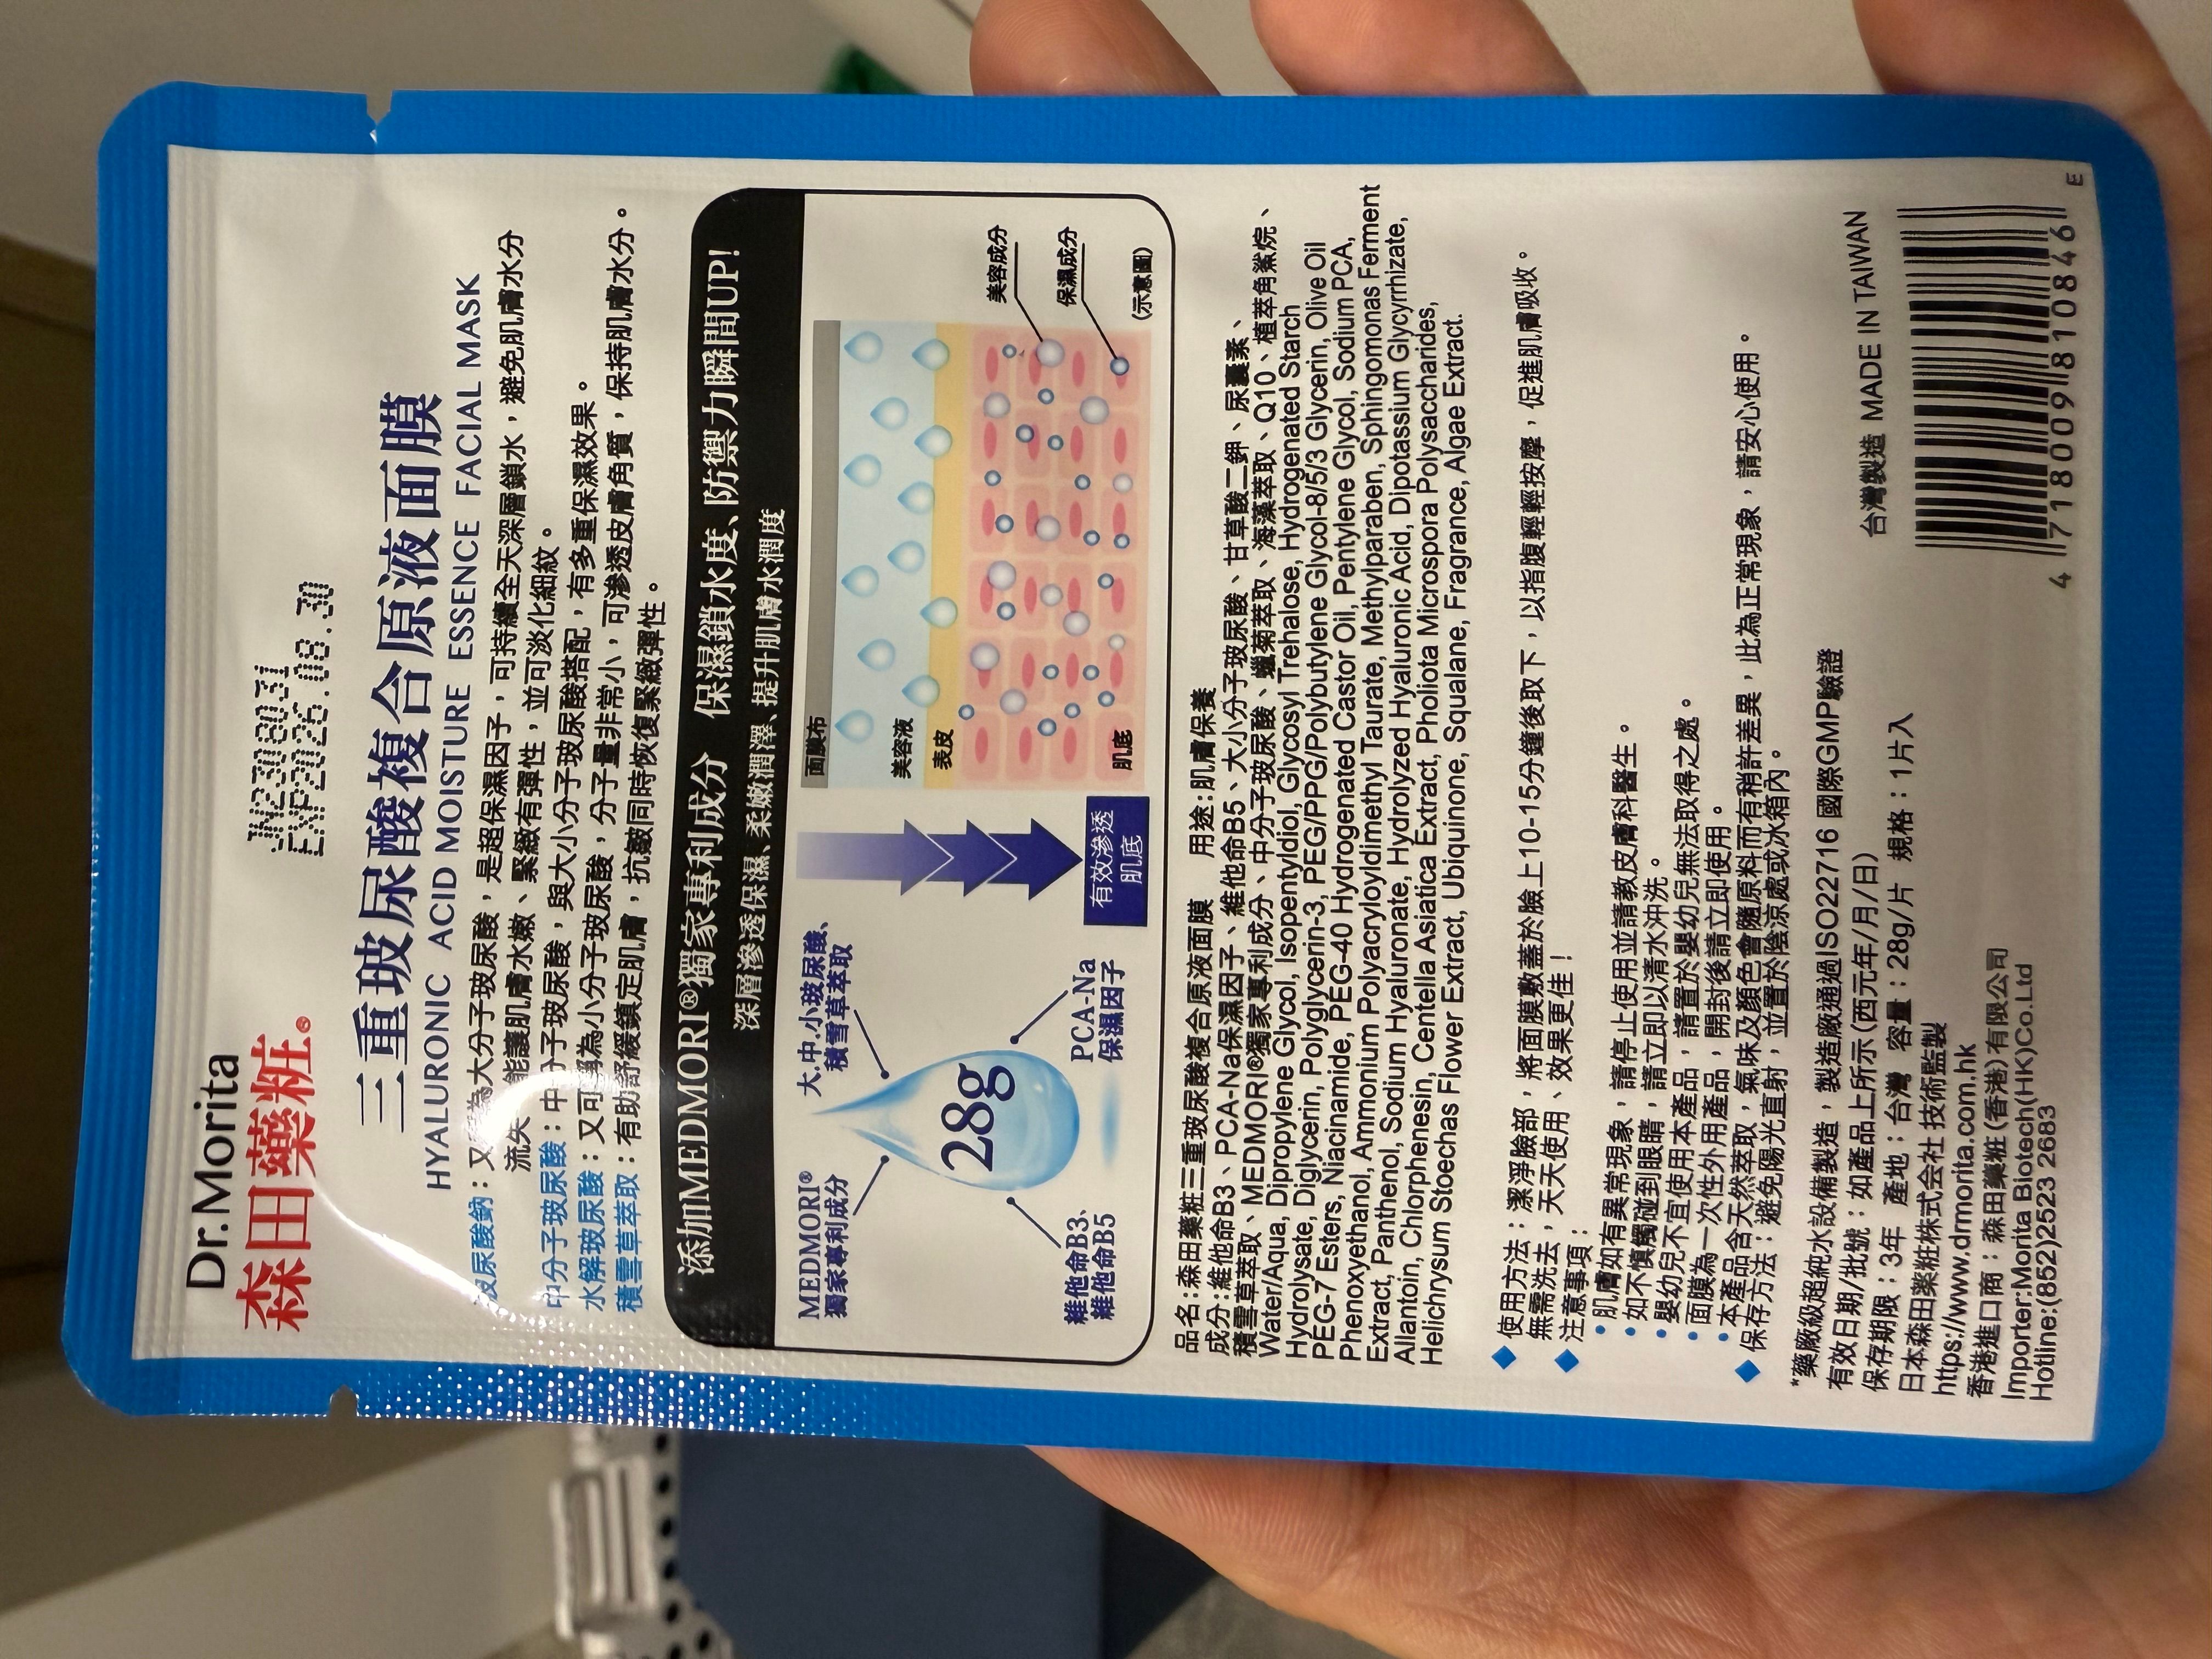 Dr.Morita
森田藥粧®
JN2308031
EXP2026.08.30
三重玻尿酸複合原液面膜
HYALURONIC ACID MOISTURE ESSENCE FACIAL MASK
玻尿酸鈉：又稱為大分子玻尿酸，是超保濕因子，可持續全天深層鎖水，避免肌膚水分
流失，能讓肌膚水嫩、緊緻有彈性，並可淡化細紋。
中分子玻尿酸：中分子玻尿酸，與大小分子玻尿酸搭配，有多重保濕效果。
水解玻尿酸：又可稱為小分子玻尿酸，分子量非常小，可滲透皮膚角質，保持肌膚水分。
積雪草萃取：有助舒緩鎮定肌膚，抗皺同時恢復緊緻彈性。
添加MEDMORI®獨家專利成分 保濕鎖水度、防禦力瞬間UP!
深層滲透保濕、柔嫩潤澤、提升肌膚水潤度
MEDMORI®
獨家專利成分
大.中.小玻尿酸、
積雪草萃取
28g
維他命B3、
維他命B5
PCA-Na
保濕因子
有效滲透
肌底
面膜布
美容液
表皮
肌底
美容成分
保濕成分
(示意圖)
品名:森田藥粧三重玻尿酸複合原液面膜 用途:肌膚保養
成分:維他命B3、PCA-Na保濕因子、維他命B5、大小分子玻尿酸、甘草酸二鉀、尿囊素、
積雪草萃取、MEDMORI®獨家專利成分、中分子玻尿酸、蠟菊萃取、海藻萃取、Q10、植萃角鯊烷、
Water/Aqua, Dipropylene Glycol, Isopentyldiol, Glycosyl Trehalose, Hydrogenated Starch
Hydrolysate, Diglycerin, Polyglycerin-3, PEG/PPG/Polybutylene Glycol-8/5/3 Glycerin, Olive Oil
PEG-7 Esters, Niacinamide, PEG-40 Hydrogenated Castor Oil, Pentylene Glycol, Sodium PCA,
Phenoxyethanol, Ammonium Polyacryloyldimethyl Taurate, Methylparaben, Sphingomonas Ferment
Extract, Panthenol, Sodium Hyaluronate, Hydrolyzed Hyaluronic Acid, Dipotassium Glycyrrhizate,
Allantoin, Chlorphenesin, Centella Asiatica Extract, Pholiota Microspora Polysaccharides,
Helichrysum Stoechas Flower Extract, Ubiquinone, Squalane, Fragrance, Algae Extract.
◆使用方法：潔淨臉部，將面膜敷蓋於臉上10-15分鐘後取下，以指腹輕輕按摩，促進肌膚吸收。
無需洗去，天天使用、效果更佳！
◆注意事項：
•肌膚如有異常現象，請停止使用並請教皮膚科醫生。
•如不慎觸碰到眼睛，請立即以清水沖洗。
•嬰幼兒不宜使用本產品，請置於嬰幼兒無法取得之處。
•面膜為一次性外用產品，開封後請立即使用。
•本產品含天然萃取，氣味及顏色會隨原料而有稍許差異，此為正常現象，請安心使用。
◆保存方法：避免陽光直射，並置於陰涼處或冰箱內。
*藥廠級超純水設備製造，製造廠通過ISO22716 國際GMP驗證
有效日期/批號：如產品上所示(西元年/月/日)
保存期限：3年 產地：台灣 容量：28g/片 規格：1片入
日本森田薬粧株式会社 技術監製
https://www.drmorita.com.hk
香港進口商：森田藥粧(香港)有限公司
Importer:Morita Biotech(HK)Co.Ltd
Hotline:(852)2523 2683
台灣製造 MADE IN TAIWAN
4 718009 810846
E